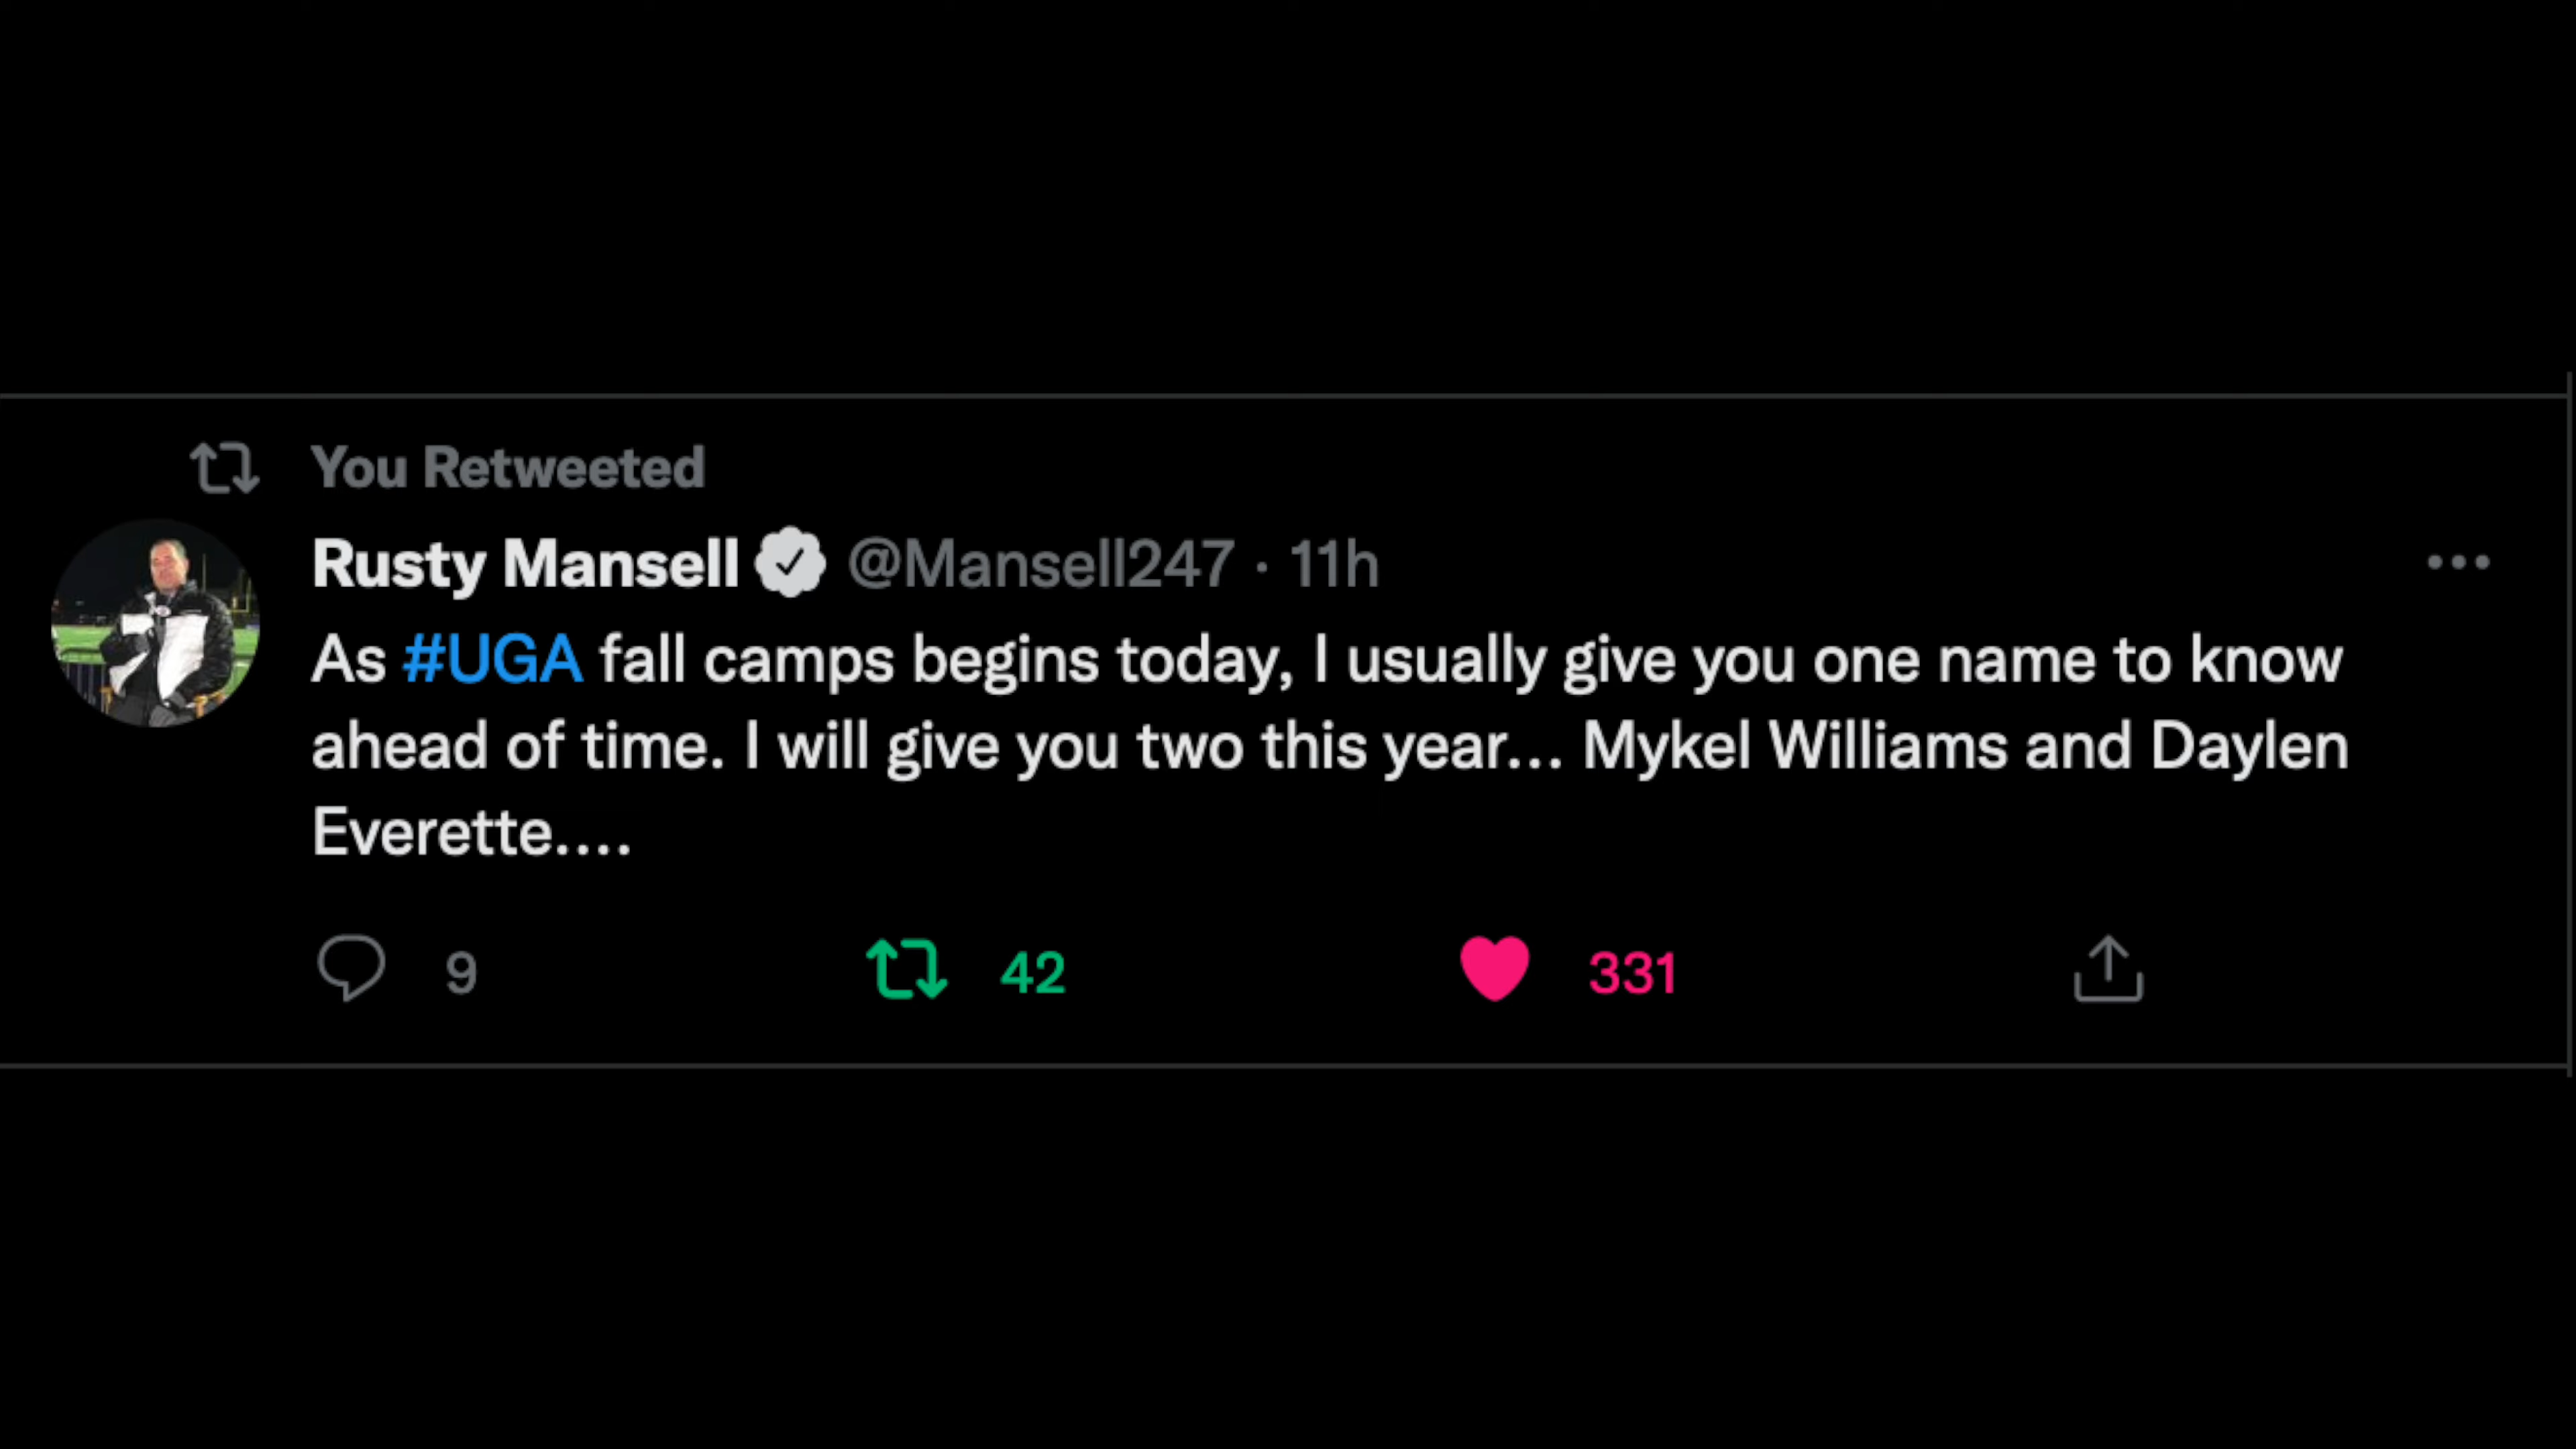 You Retweeted
Rusty Mansell @Mansell247 · 11h
As #UGA fall camps begins today, I usually give you one name to know
ahead of time. I will give you two this year... Mykel Williams and Daylen
Everette....
9 42 331